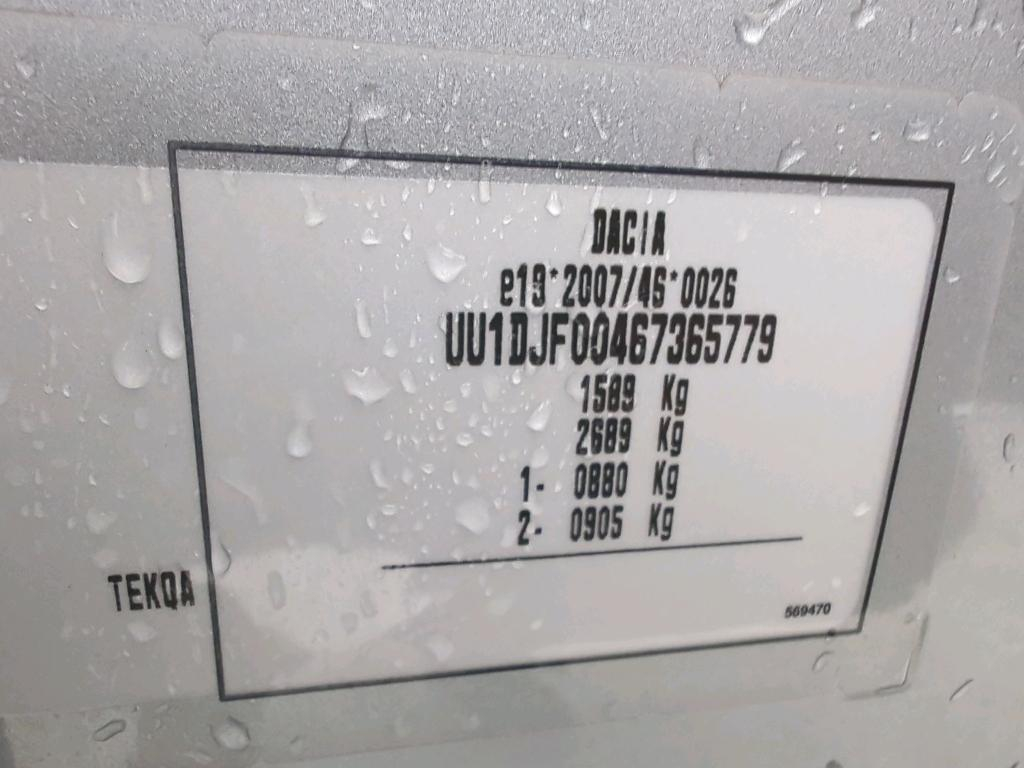 DACIA
e19*2007/46*0026
UU1DJF00467365779
1589 Kg
2689 Kg
1- 0880 Kg
2- 0905 Kg
TEKQA
569470